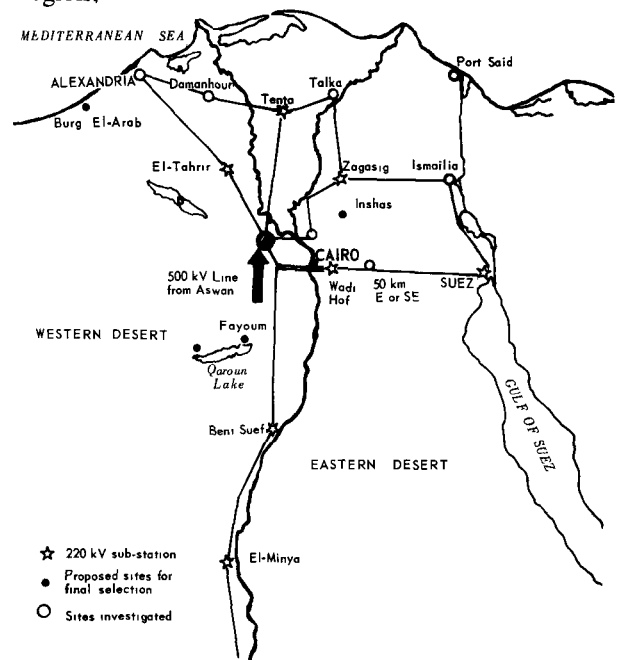 MEDITERRANEAN SEA
ALEXANDRIA
Damanhour
Tenta
Talka
Port Said
Burg El-Arab
El-Tahrir
Zagasig
Ismailia
Inshas
500 kV Line
from Aswan
CAIRO
Wadi
Hof
50 km
E or SE
SUEZ
WESTERN DESERT
Fayoum
Qaroun
Lake
GULF OF SUEZ
Beni Suef
EASTERN DESERT
El-Minya
220 kV sub-station
Proposed sites for
final selection
Sites investigated